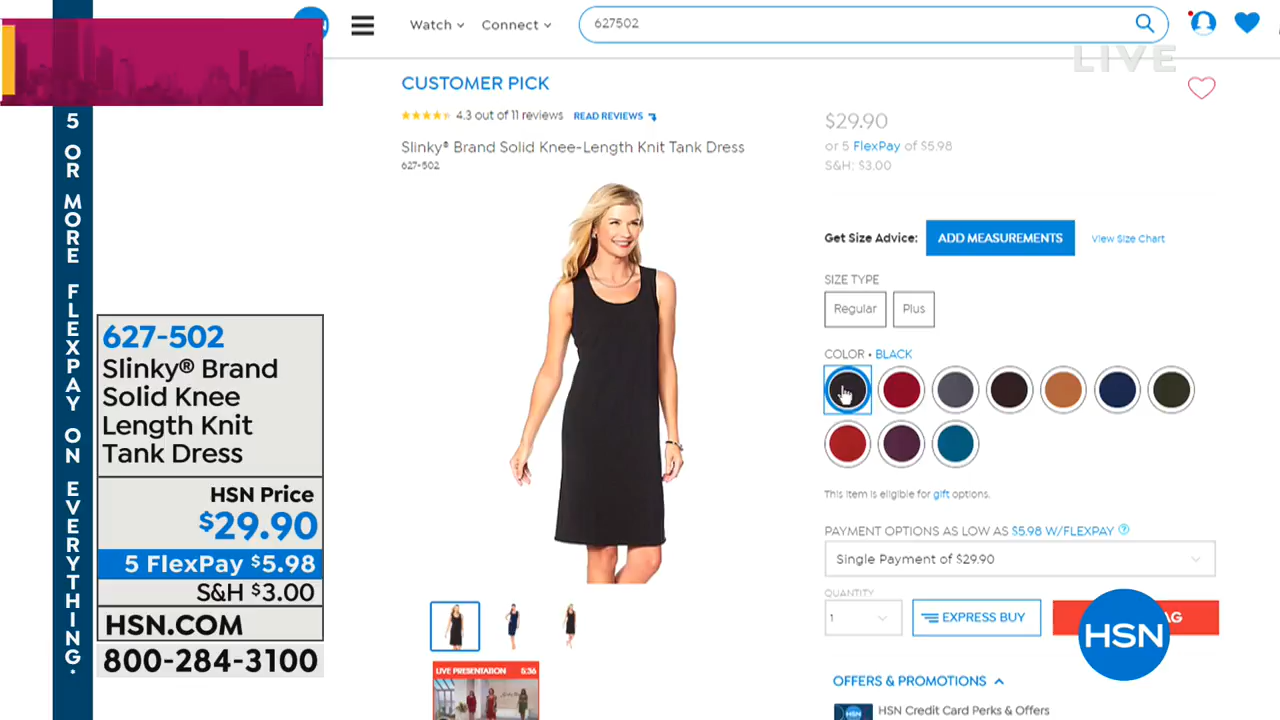 HSN
Watch
Connect
627502
LIVE
5 OR MORE FLEXPAY ON EVERYTHING.
CUSTOMER PICK
4.3 out of 11 reviews READ REVIEWS
Slinky® Brand Solid Knee-Length Knit Tank Dress
627-502
$29.90
or 5 FlexPay of $5.98
S&H: $3.00
Get Size Advice: ADD MEASUREMENTS View Size Chart
SIZE TYPE
Regular Plus
COLOR • BLACK
This item is eligible for gift options.
PAYMENT OPTIONS AS LOW AS $5.98 W/FLEXPAY ?
Single Payment of $29.90
QUANTITY
1
EXPRESS BUY
HSN
OFFERS & PROMOTIONS
HSN HSN Credit Card Perks & Offers
LIVE PRESENTATION 5:36
627-502
Slinky® Brand
Solid Knee
Length Knit
Tank Dress
HSN Price
$29.90
5 FlexPay $5.98
S&H $3.00
HSN.COM
800-284-3100